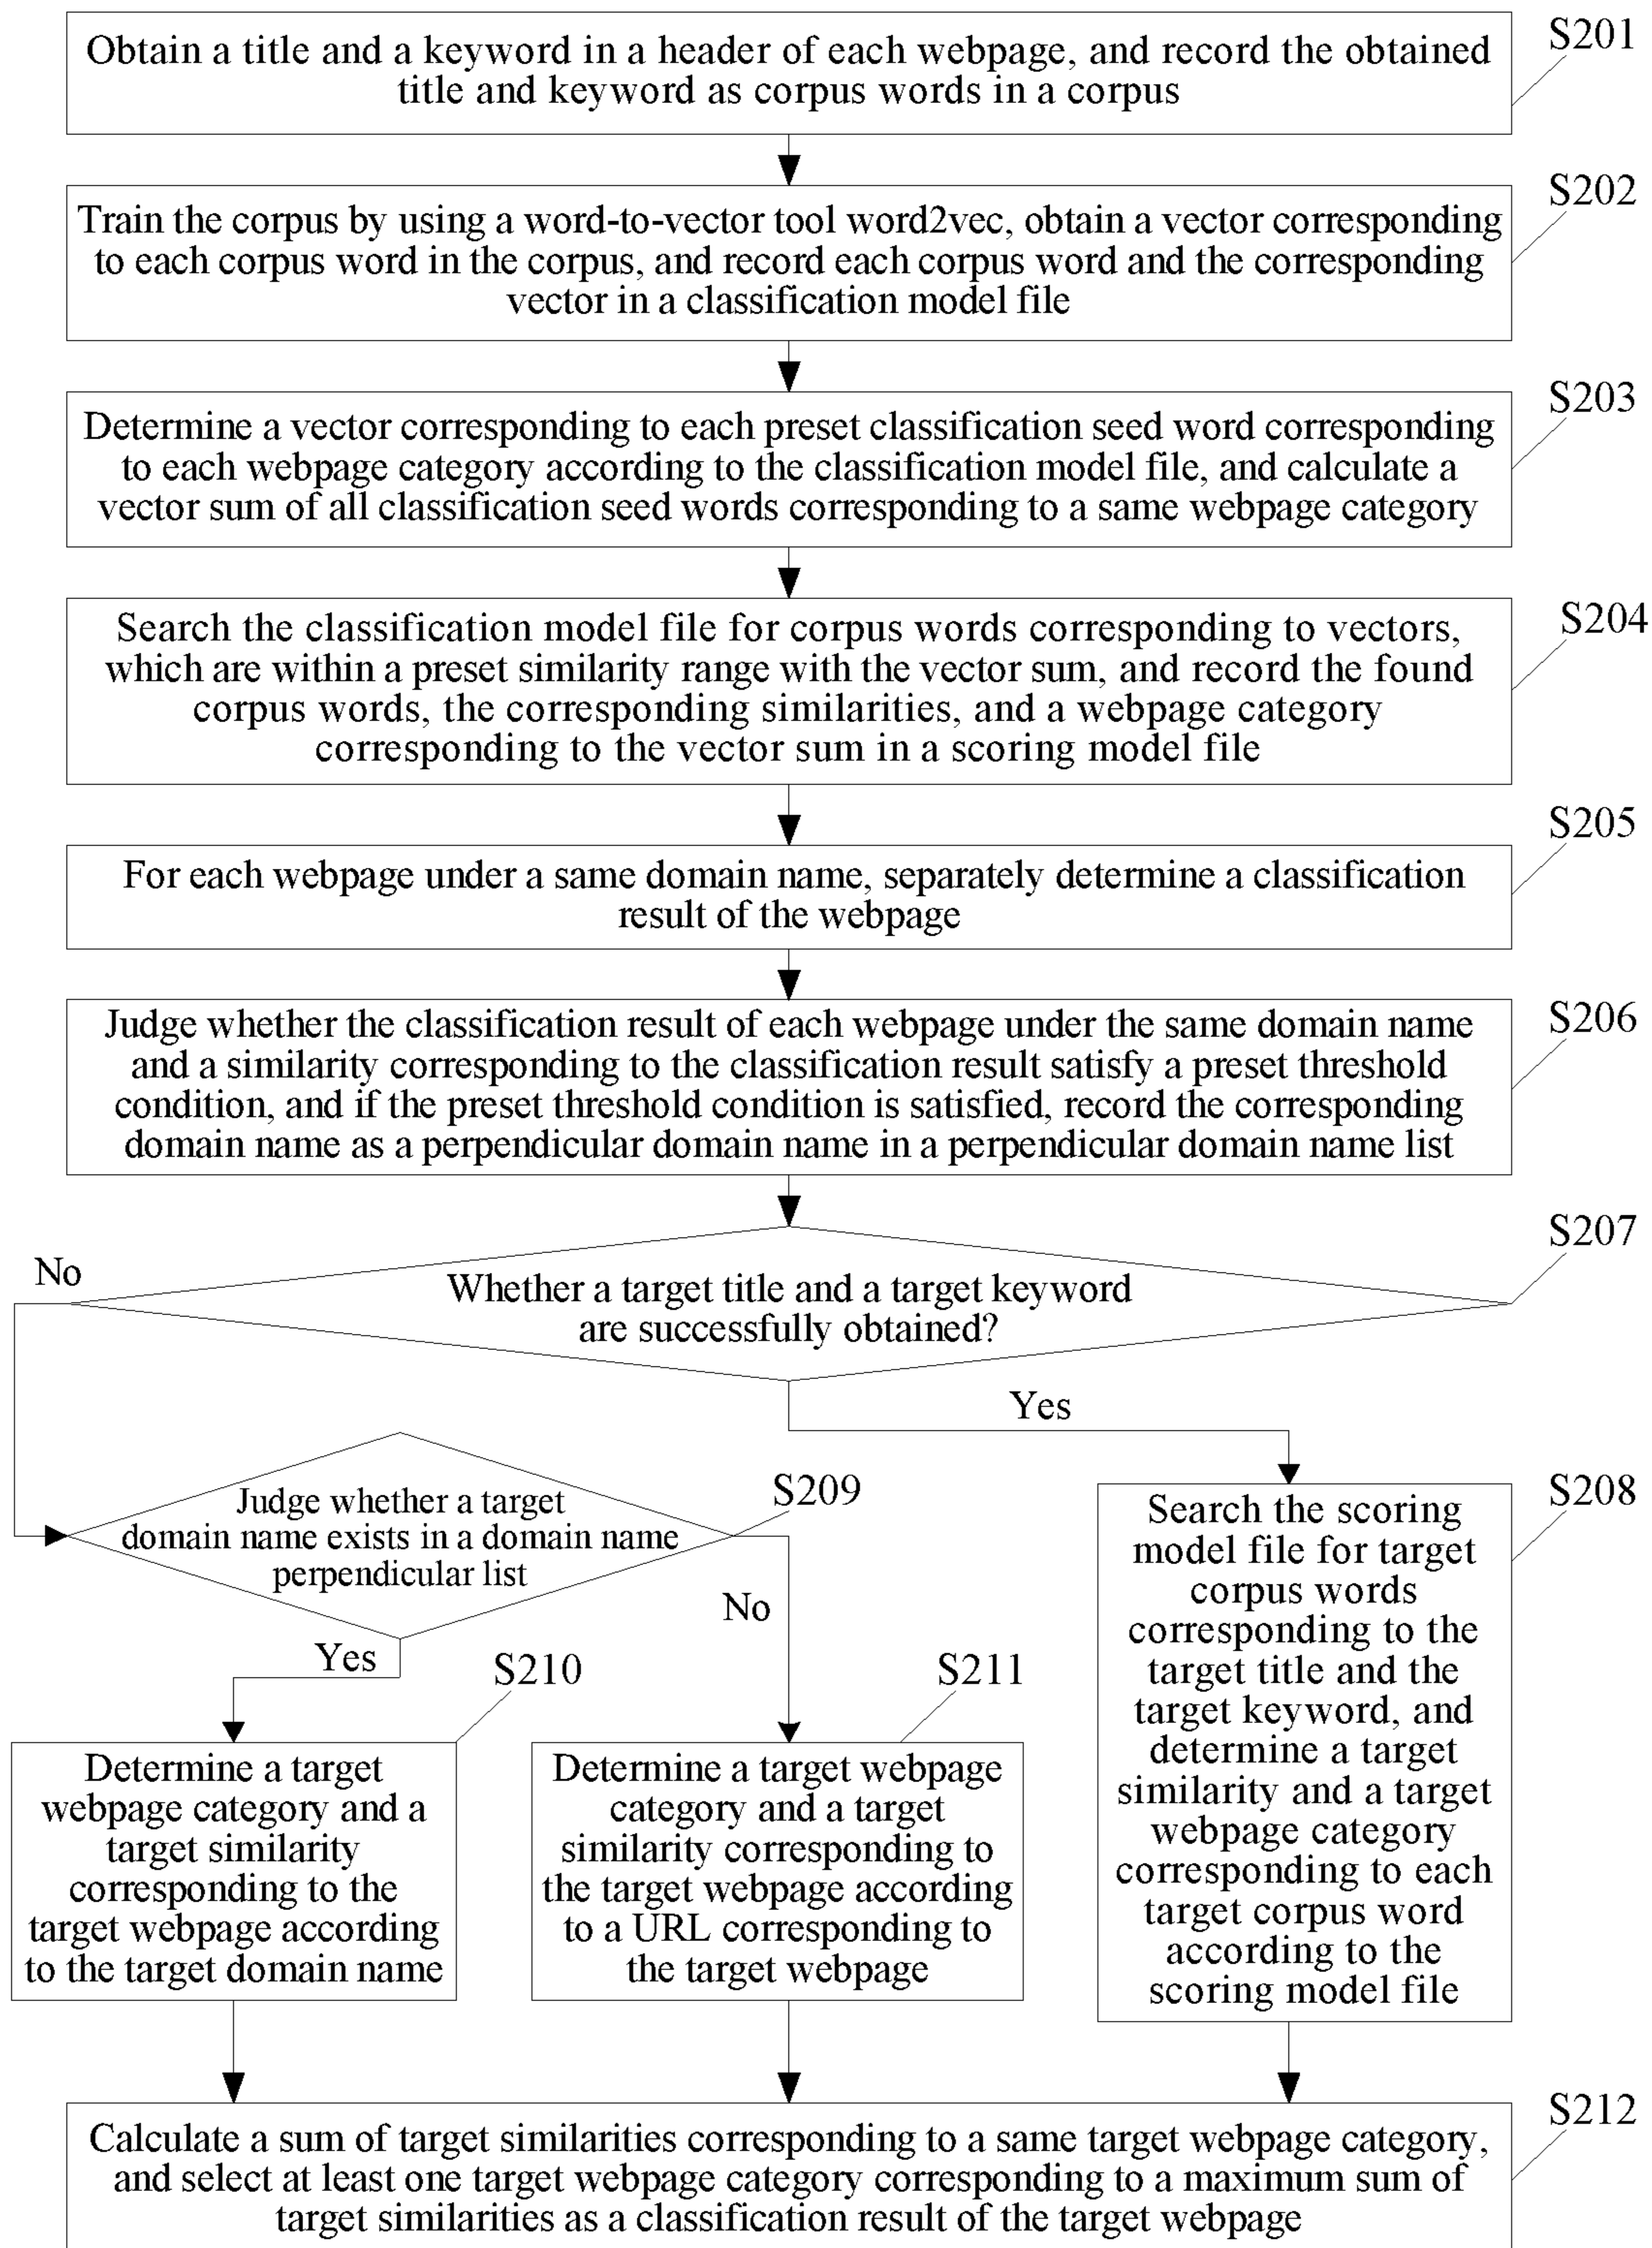 S201
Obtain a title and a keyword in a header of each webpage, and record the obtained
title and keyword as corpus words in a corpus
S202
Train the corpus by using a word-to-vector tool word2vec, obtain a vector corresponding
to each corpus word in the corpus, and record each corpus word and the corresponding
vector in a classification model file
S203
Determine a vector corresponding to each preset classification seed word corresponding
to each webpage category according to the classification model file, and calculate a
vector sum of all classification seed words corresponding to a same webpage category
S204
Search the classification model file for corpus words corresponding to vectors,
which are within a preset similarity range with the vector sum, and record the found
corpus words, the corresponding similarities, and a webpage category
corresponding to the vector sum in a scoring model file
S205
For each webpage under a same domain name, separately determine a classification
result of the webpage
S206
Judge whether the classification result of each webpage under the same domain name
and a similarity corresponding to the classification result satisfy a preset threshold
condition, and if the preset threshold condition is satisfied, record the corresponding
domain name as a perpendicular domain name in a perpendicular domain name list
S207
No
Whether a target title and a target keyword
are successfully obtained?
Yes
S209
Judge whether a target
domain name exists in a domain name
perpendicular list
No
Yes
S208
Search the scoring
model file for target
corpus words
corresponding to the
target title and the
target keyword, and
determine a target
similarity and a target
webpage category
corresponding to each
target corpus word
according to the
scoring model file
S210
Determine a target
webpage category and a
target similarity
corresponding to the
target webpage according
to the target domain name
S211
Determine a target webpage
category and a target
similarity corresponding to
the target webpage according
to a URL corresponding to
the target webpage
S212
Calculate a sum of target similarities corresponding to a same target webpage category,
and select at least one target webpage category corresponding to a maximum sum of
target similarities as a classification result of the target webpage